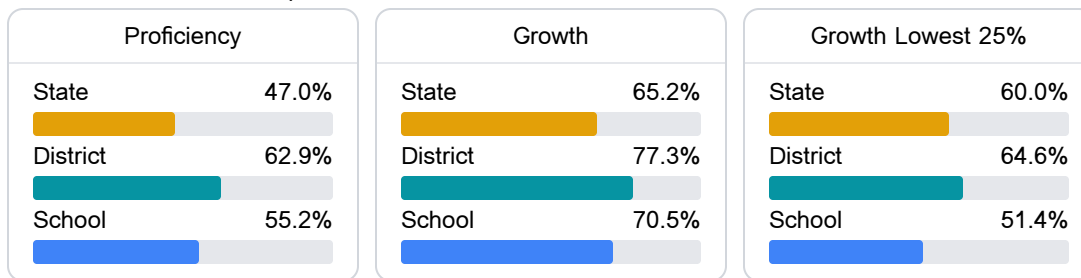 Proficiency
State 47.0%
District 62.9%
School 55.2%
Growth
State 65.2%
District 77.3%
School 70.5%
Growth Lowest 25%
State 60.0%
District 64.6%
School 51.4%